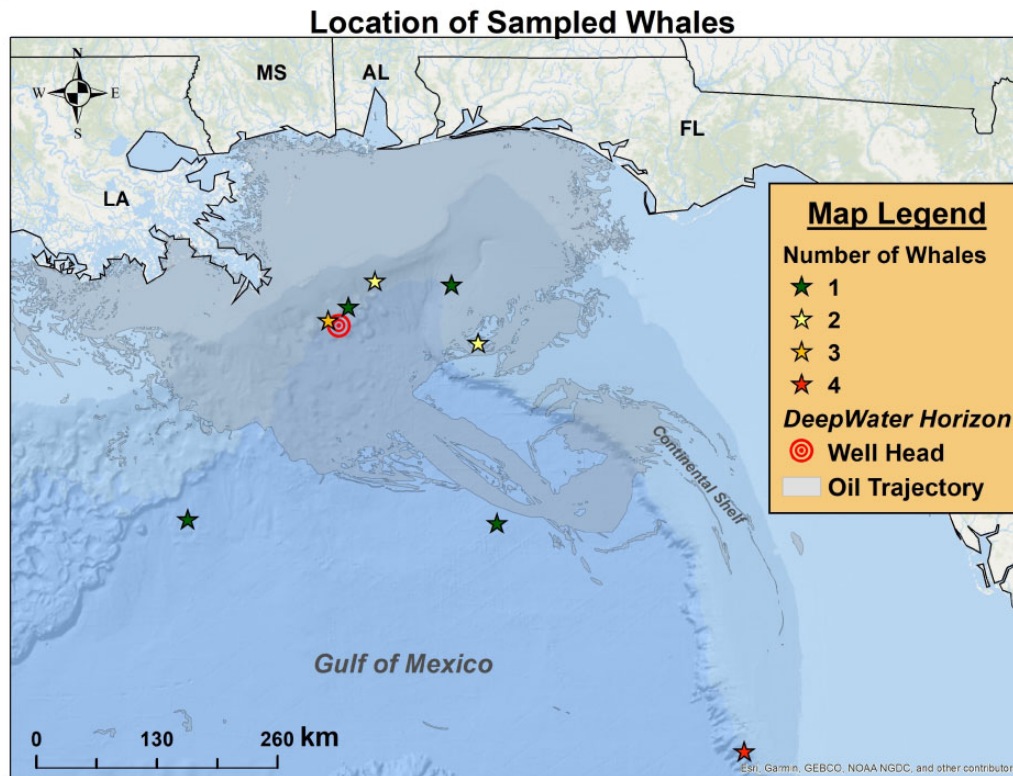 Location of Sampled Whales
N
W E
S
MS
AL
FL
LA
Map Legend
Number of Whales
1
2
3
4
DeepWater Horizon
Well Head
Oil Trajectory
Continental Shelf
Gulf of Mexico
0 130 260 km
Esri, Garmin, GEBCO, NOAA NGDC, and other contributor